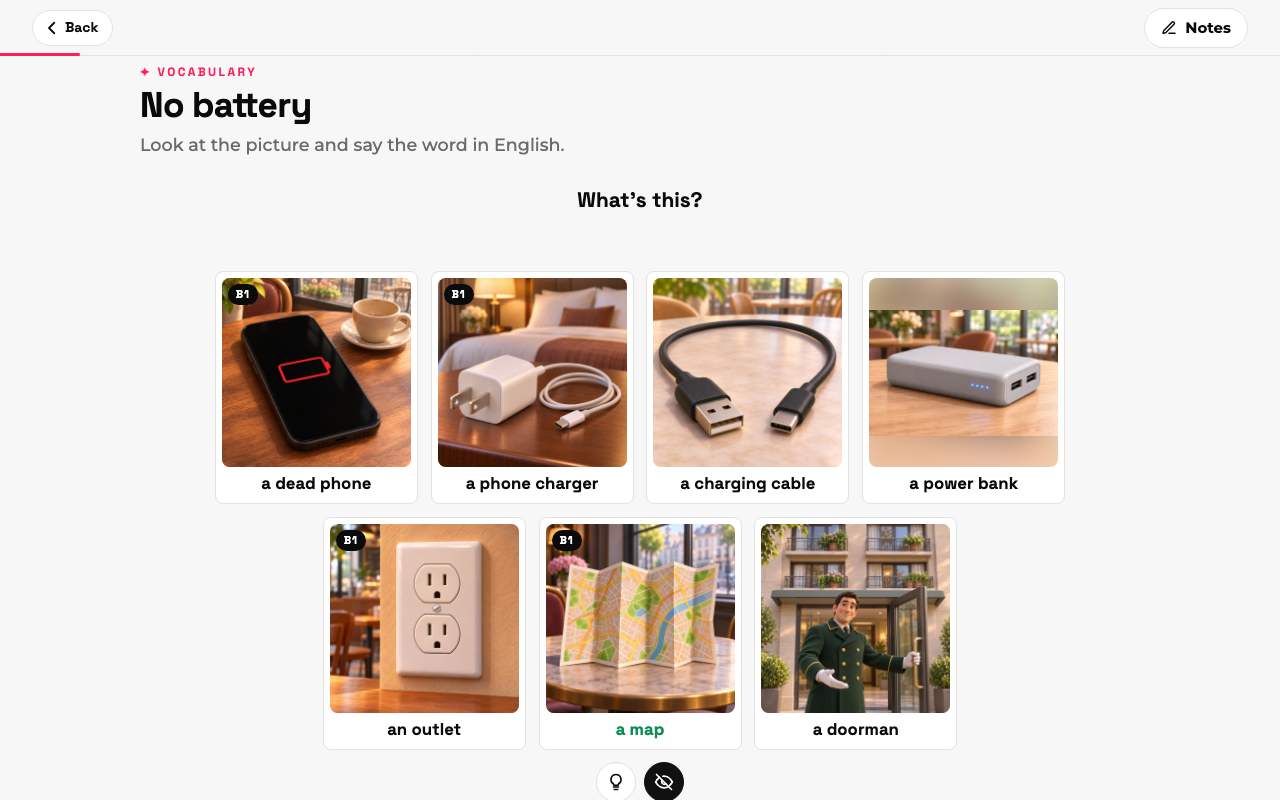 Back
Notes
VOCABULARY
No battery
Look at the picture and say the word in English.
What's this?
B1
B1
a dead phone
a phone charger
a charging cable
a power bank
B1
B1
an outlet
a map
a doorman